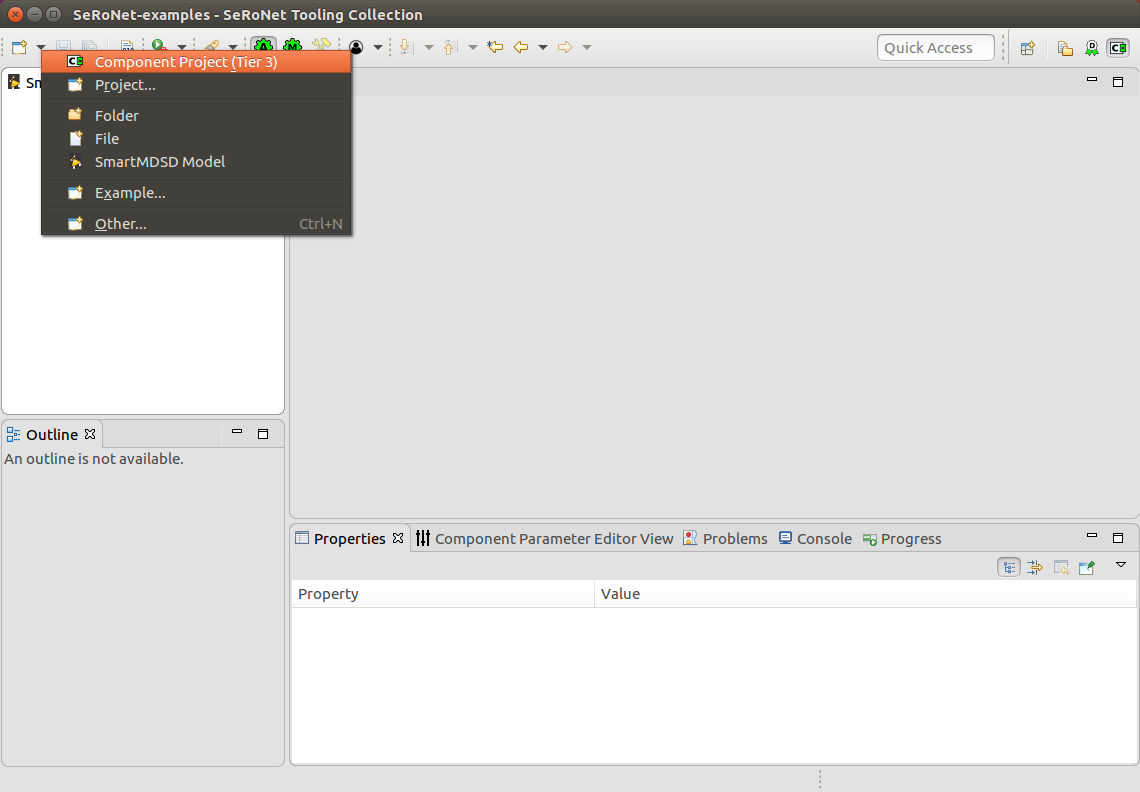 SeRoNet-examples - SeRoNet Tooling Collection
Quick Access
Component Project (Tier 3)
Project...
Folder
File
SmartMDSD Model
Example...
Other... Ctrl+N
Outline
An outline is not available.
Properties Component Parameter Editor View Problems Console Progress
Property Value